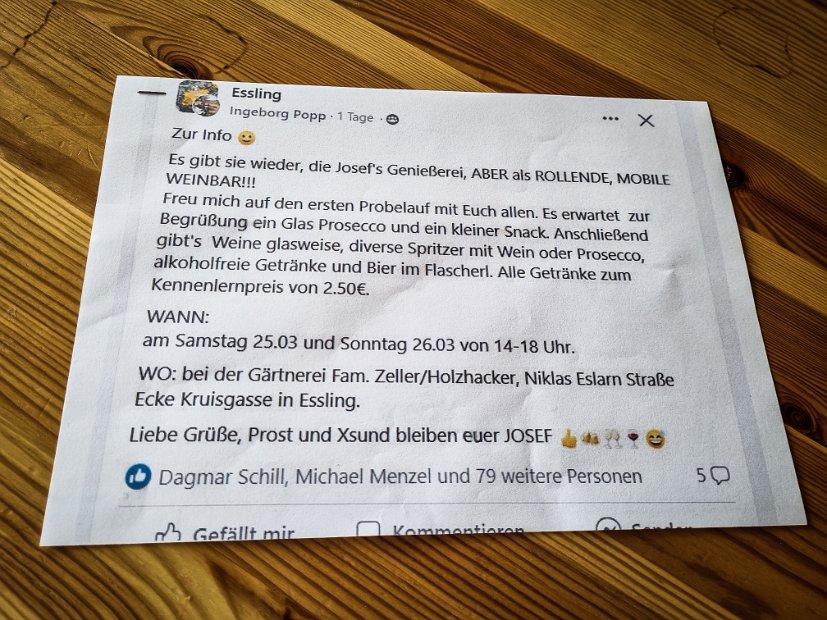 Essling
Ingeborg Popp · 1 Tage ·
Zur Info 😀
Es gibt sie wieder, die Josef's Genießerei, ABER als ROLLENDE, MOBILE
WEINBAR!!!
Freu mich auf den ersten Probelauf mit Euch allen. Es erwartet zur
Begrüßung ein Glas Prosecco und ein kleiner Snack. Anschließend
gibt's Weine glasweise, diverse Spritzer mit Wein oder Prosecco,
alkoholfreie Getränke und Bier im Flascherl. Alle Getränke zum
Kennenlernpreis von 2.50€.
WANN:
am Samstag 25.03 und Sonntag 26.03 von 14-18 Uhr.
WO: bei der Gärtnerei Fam. Zeller/Holzhacker, Niklas Eslarn Straße
Ecke Kruisgasse in Essling.
Liebe Grüße, Prost und Xsund bleiben euer JOSEF 👍🍻🥂🍷😅
Dagmar Schill, Michael Menzel und 79 weitere Personen 5
Gefällt mir Kommentieren Senden